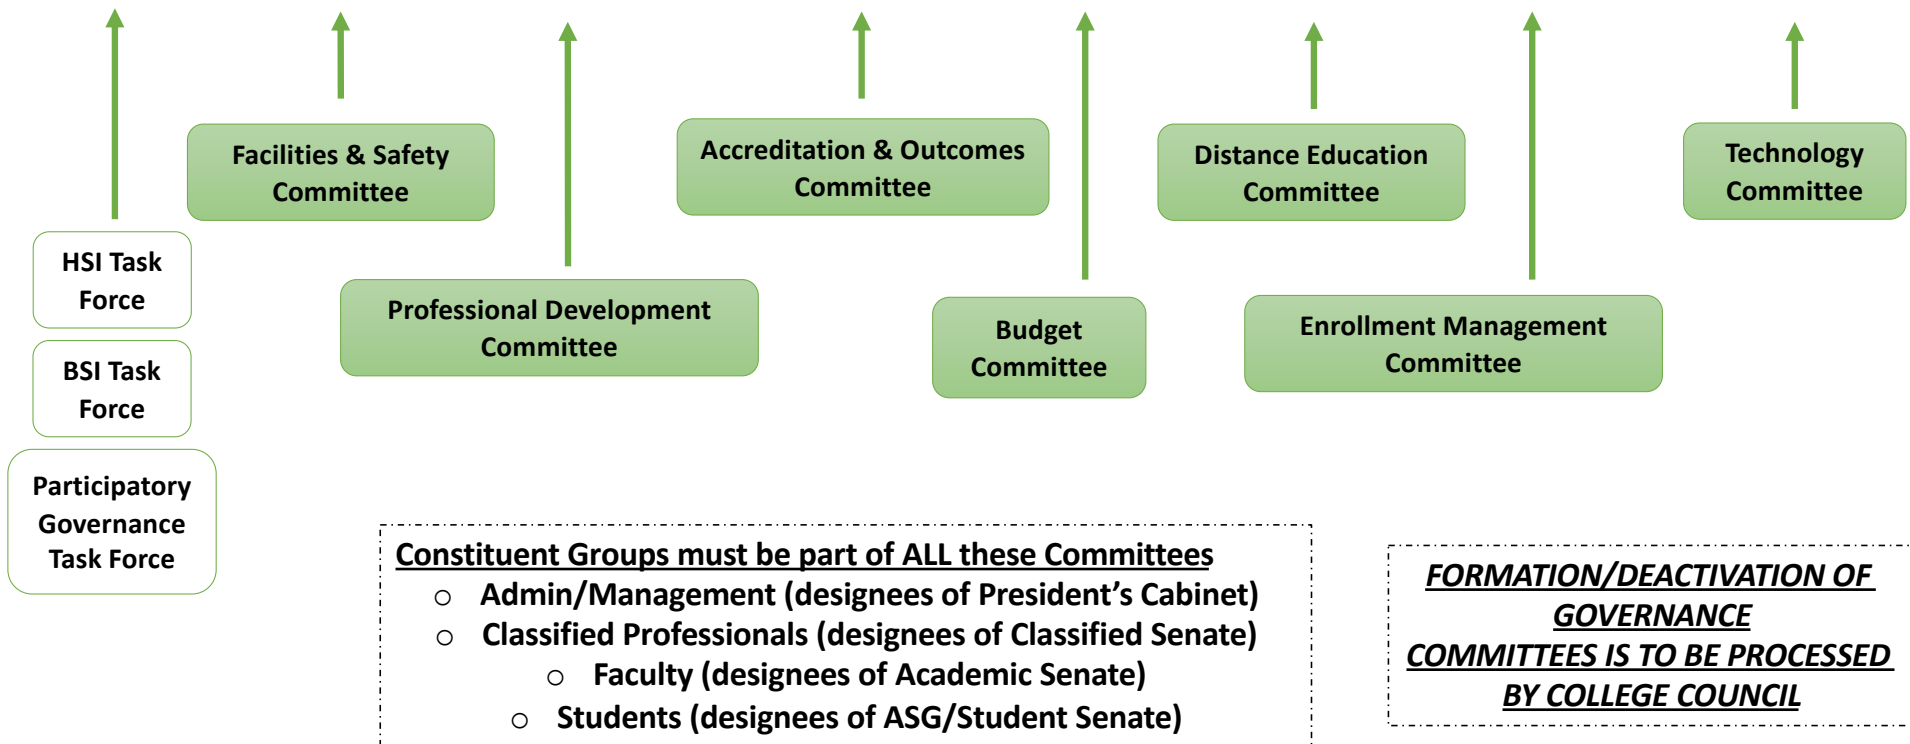 Facilities & Safety
Committee
Accreditation & Outcomes
Committee
Distance Education
Committee
Technology
Committee
HSI Task
Force
Professional Development
Committee
Budget
Committee
Enrollment Management
Committee
BSI Task
Force
Participatory
Governance
Task Force
Constituent Groups must be part of ALL these Committees
○ Admin/Management (designees of President’s Cabinet)
○ Classified Professionals (designees of Classified Senate)
○ Faculty (designees of Academic Senate)
○ Students (designees of ASG/Student Senate)
FORMATION/DEACTIVATION OF
GOVERNANCE
COMMITTEES IS TO BE PROCESSED
BY COLLEGE COUNCIL